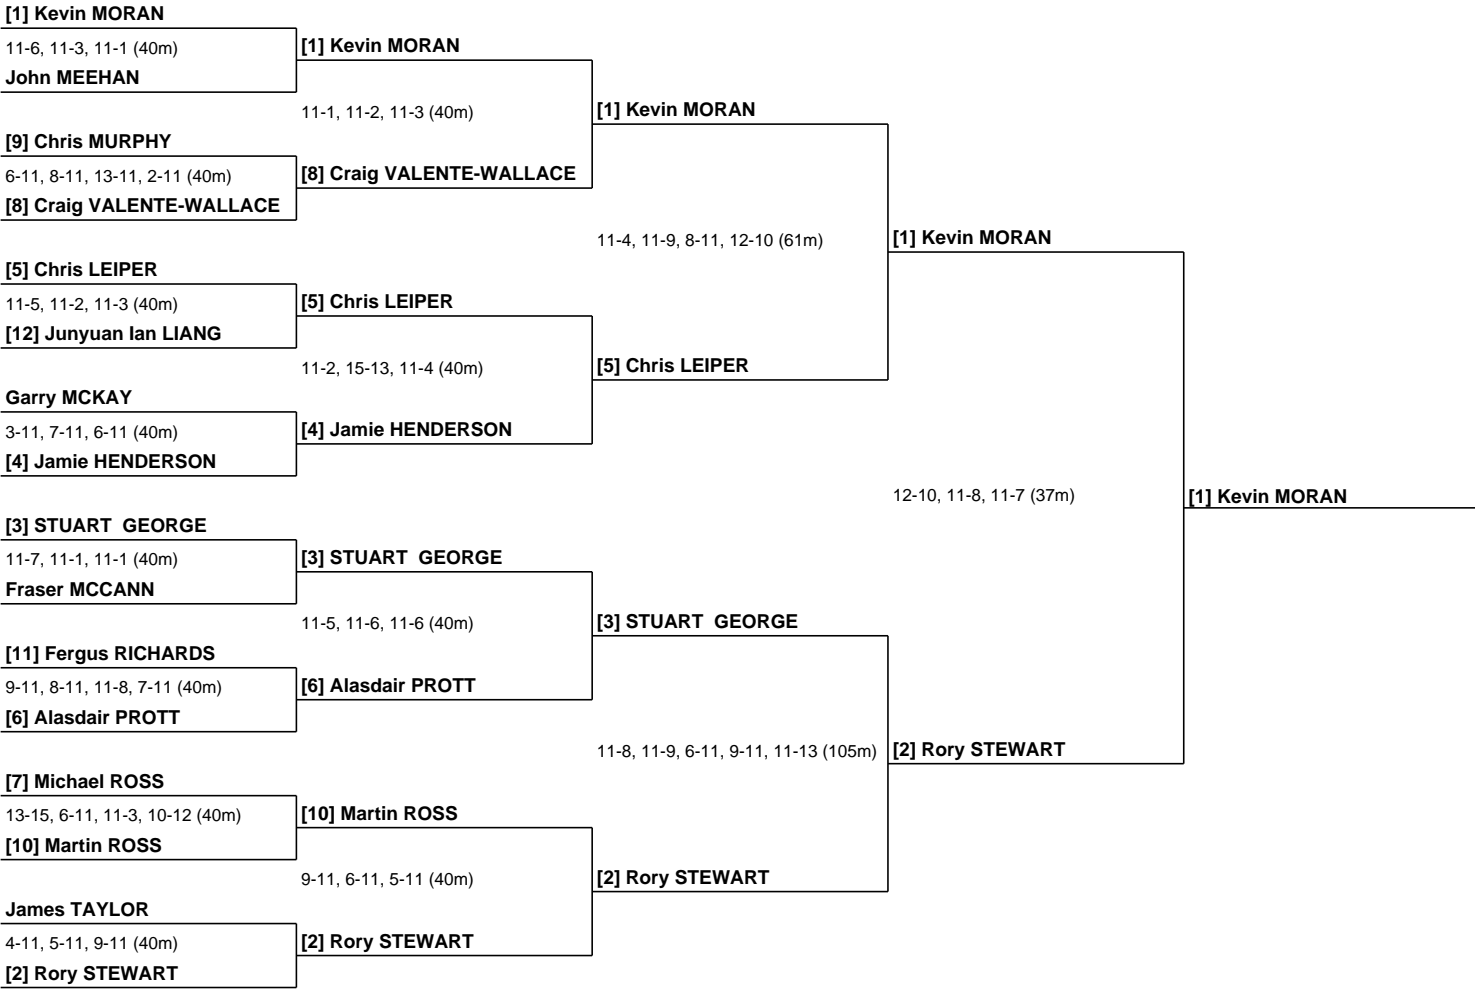 [1] Kevin MORAN
11-6, 11-3, 11-1 (40m)
John MEEHAN
[9] Chris MURPHY
6-11, 8-11, 13-11, 2-11 (40m)
[8] Craig VALENTE-WALLACE
[5] Chris LEIPER
11-5, 11-2, 11-3 (40m)
[12] Junyuan Ian LIANG
Garry MCKAY
3-11, 7-11, 6-11 (40m)
[4] Jamie HENDERSON
[3] STUART  GEORGE
11-7, 11-1, 11-1 (40m)
Fraser MCCANN
[11] Fergus RICHARDS
9-11, 8-11, 11-8, 7-11 (40m)
[6] Alasdair PROTT
[7] Michael ROSS
13-15, 6-11, 11-3, 10-12 (40m)
[10] Martin ROSS
James TAYLOR
4-11, 5-11, 9-11 (40m)
[2] Rory STEWART
[1] Kevin MORAN
11-1, 11-2, 11-3 (40m)
[8] Craig VALENTE-WALLACE
[5] Chris LEIPER
11-2, 15-13, 11-4 (40m)
[4] Jamie HENDERSON
[3] STUART  GEORGE
11-5, 11-6, 11-6 (40m)
[6] Alasdair PROTT
[10] Martin ROSS
9-11, 6-11, 5-11 (40m)
[2] Rory STEWART
[1] Kevin MORAN
11-4, 11-9, 8-11, 12-10 (61m)
[5] Chris LEIPER
[3] STUART  GEORGE
11-8, 11-9, 6-11, 9-11, 11-13 (105m)
[2] Rory STEWART
[1] Kevin MORAN
12-10, 11-8, 11-7 (37m)
[2] Rory STEWART
[1] Kevin MORAN